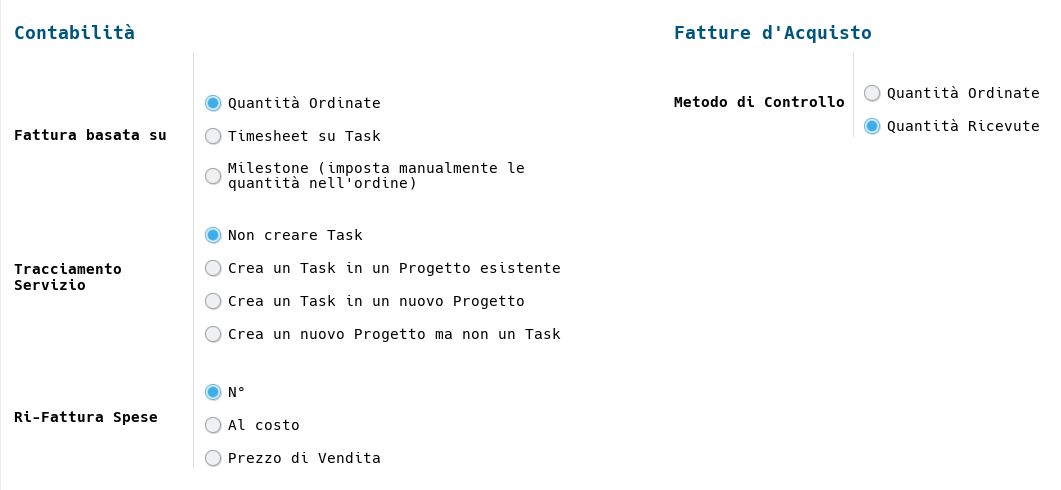 Contabilità
Fattura basata su
Quantità Ordinate
Timesheet su Task
Milestone (imposta manualmente le
quantità nell'ordine)
Tracciamento
Servizio
Non creare Task
Crea un Task in un Progetto esistente
Crea un Task in un nuovo Progetto
Crea un nuovo Progetto ma non un Task
Ri-Fattura Spese
N°
Al costo
Prezzo di Vendita
Fatture d'Acquisto
Metodo di Controllo
Quantità Ordinate
Quantità Ricevute